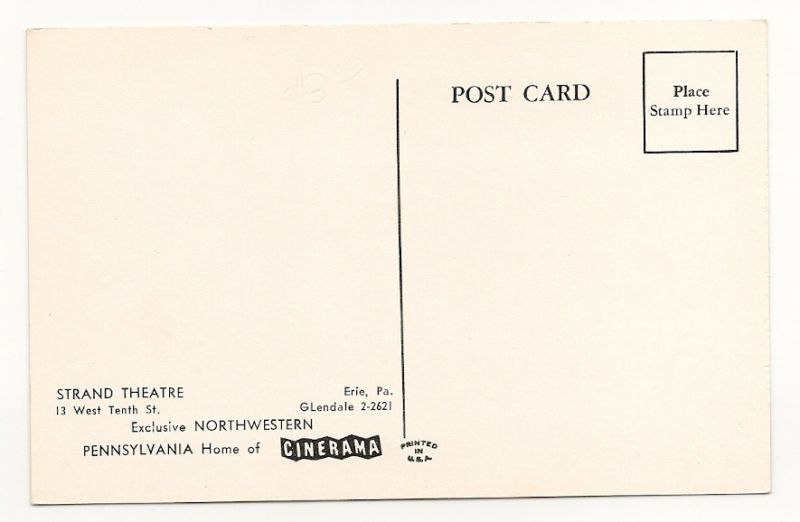 POST CARD
Place
Stamp Here
STRAND THEATRE Erie, Pa.
13 West Tenth St. GLendale 2-2621
Exclusive NORTHWESTERN
PENNSYLVANIA Home of CINERAMA
PRINTED
IN
U.S.A.